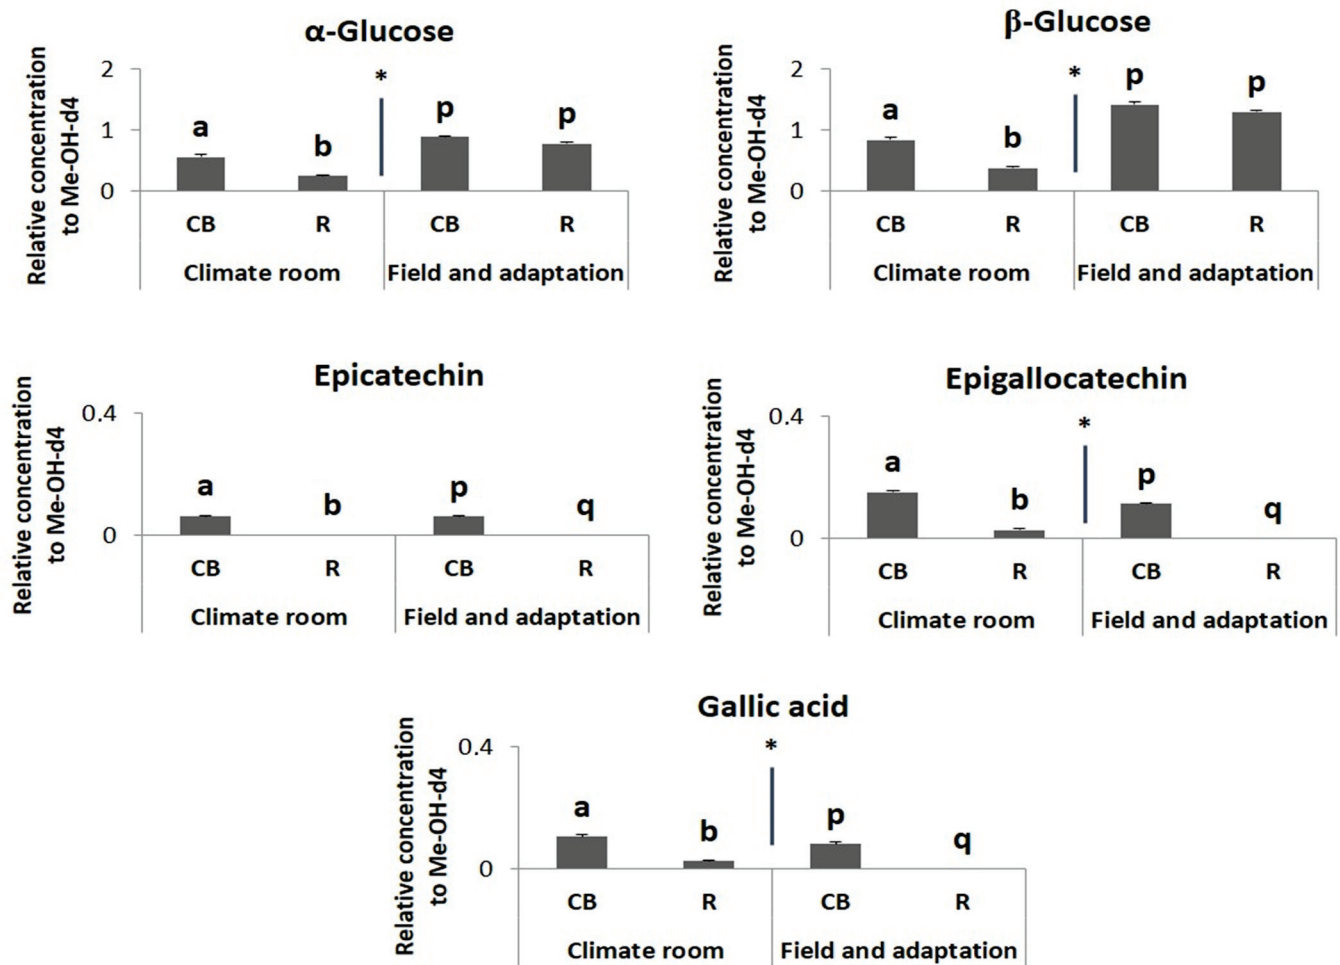 α-Glucose
Relative concentration
to Me-OH-d4
2
1
0
*
a
b
p
p
CB
R
CB
R
Climate room
Field and adaptation
β-Glucose
Relative concentration
to Me-OH-d4
2
1
0
*
a
b
p
p
CB
R
CB
R
Climate room
Field and adaptation
Epicatechin
Relative concentration
to Me-OH-d4
0.4
0
a
b
p
q
CB
R
CB
R
Climate room
Field and adaptation
Epigallocatechin
Relative concentration
to Me-OH-d4
0.4
0
*
a
b
p
q
CB
R
CB
R
Climate room
Field and adaptation
Gallic acid
Relative concentration
to Me-OH-d4
0.4
0
*
a
b
p
q
CB
R
CB
R
Climate room
Field and adaptation